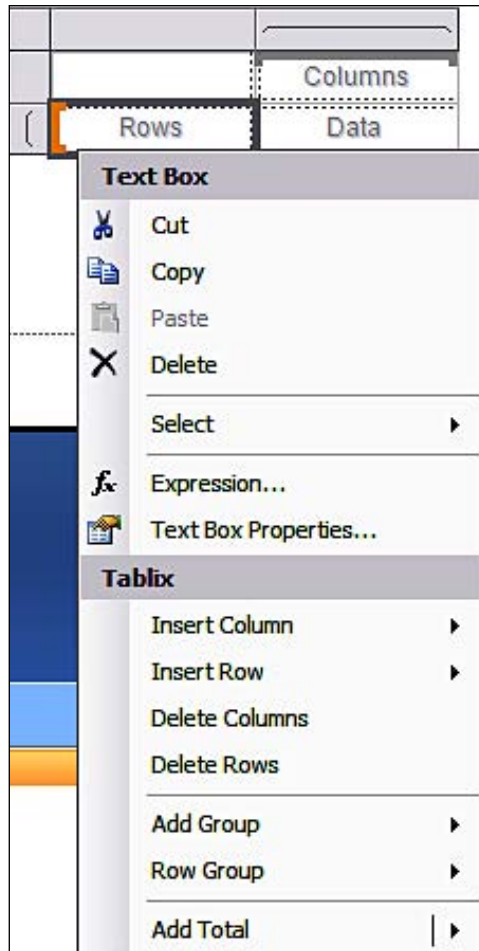 Columns
Rows Data
Text Box
Cut
Copy
Paste
Delete
Select
fx Expression...
Text Box Properties...
Tablix
Insert Column
Insert Row
Delete Columns
Delete Rows
Add Group
Row Group
Add Total